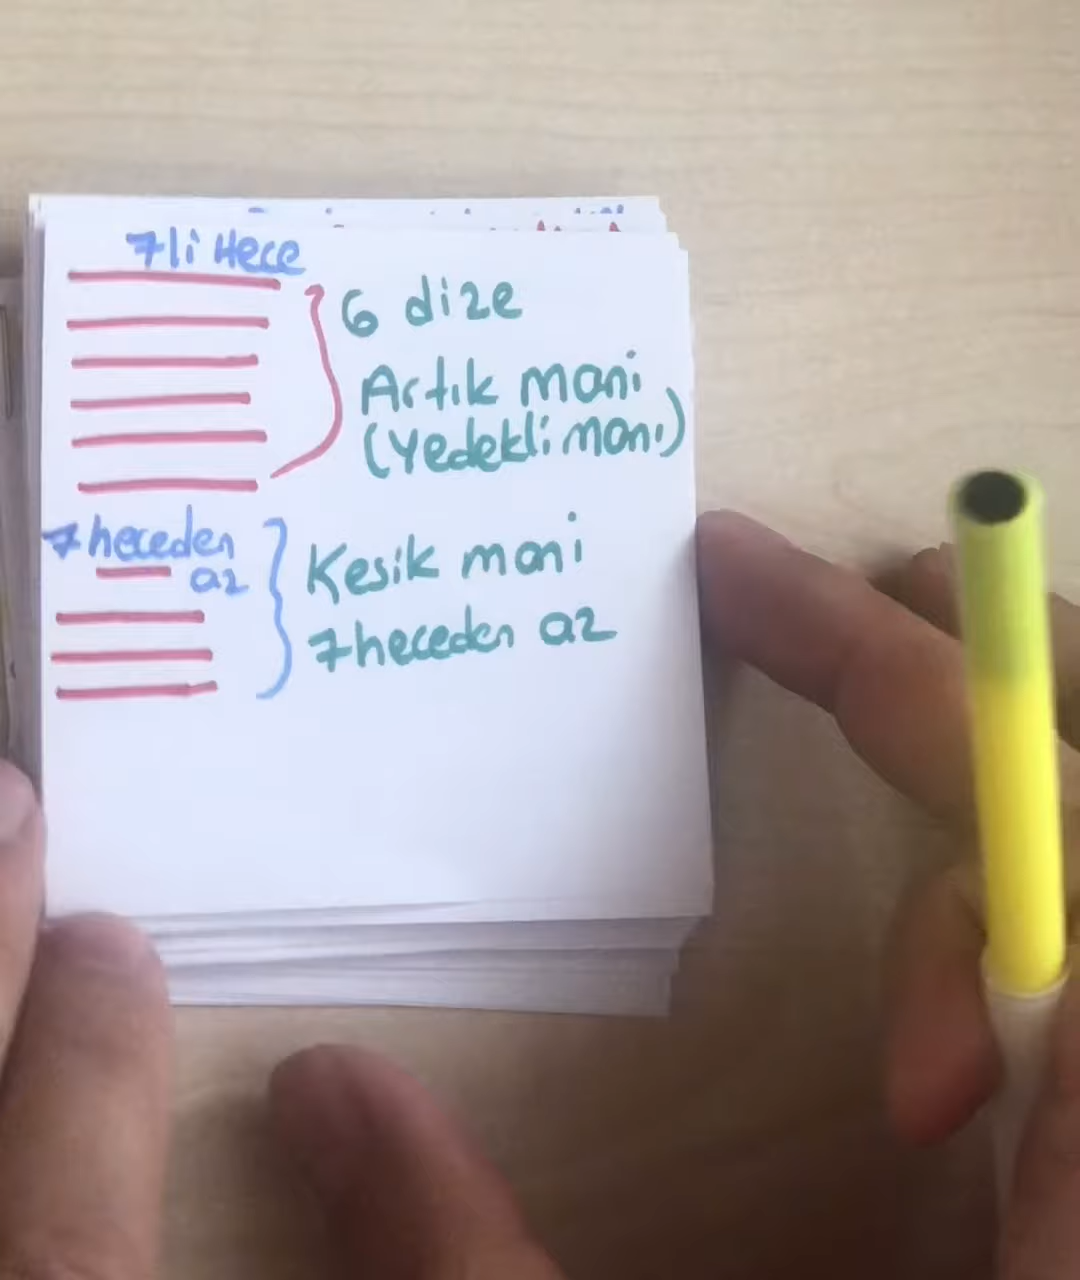 7li Hece
6 dize
Artık mani
(Yedekli mani)
7 heceden
az
Kesik mani
7 heceden az